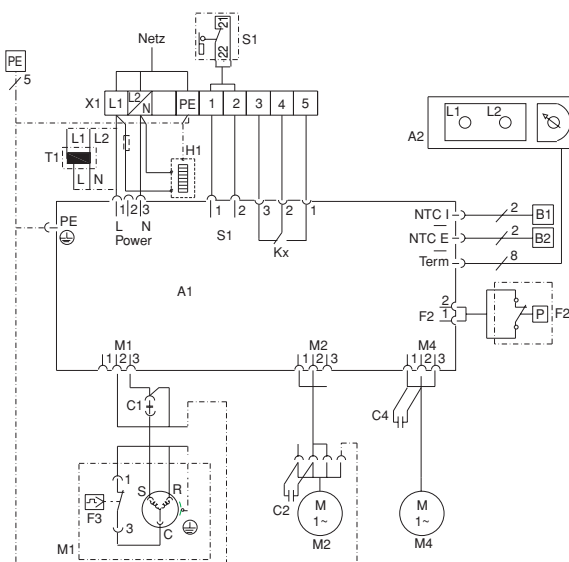 Netz
21
22
S1
PE
5
X1 L1 L2 N PE 1 2 3 4 5
L1 L2
A2
L1 L2
T1
L N
H1
1 2 3
L N
Power
1 2
S1
3 2 1
Kx
PE
NTC I 2 B1
NTC E 2 B2
Term 8
A1
2
1
F2
P F2
M1
1 2 3
M2
1 2 3
M4
1 2 3
C1
C4
1
S R
F3
C
3
M1
C2
M
1~
M2
M
1~
M4